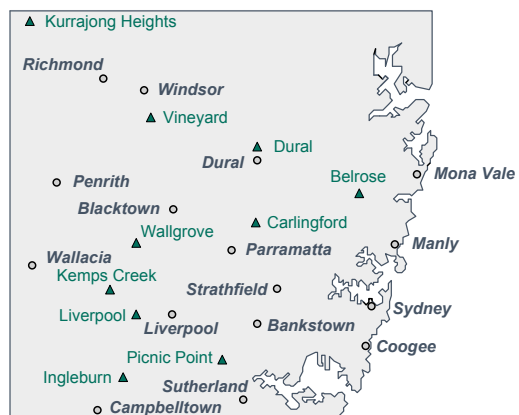 Kurrajong Heights
Richmond
Windsor
Vineyard
Dural
Dural
Belrose
Mona Vale
Penrith
Blacktown
Carlingford
Wallgrove
Parramatta
Manly
Wallacia
Kemps Creek
Strathfield
Sydney
Liverpool
Liverpool
Bankstown
Coogee
Picnic Point
Ingleburn
Sutherland
Campbelltown